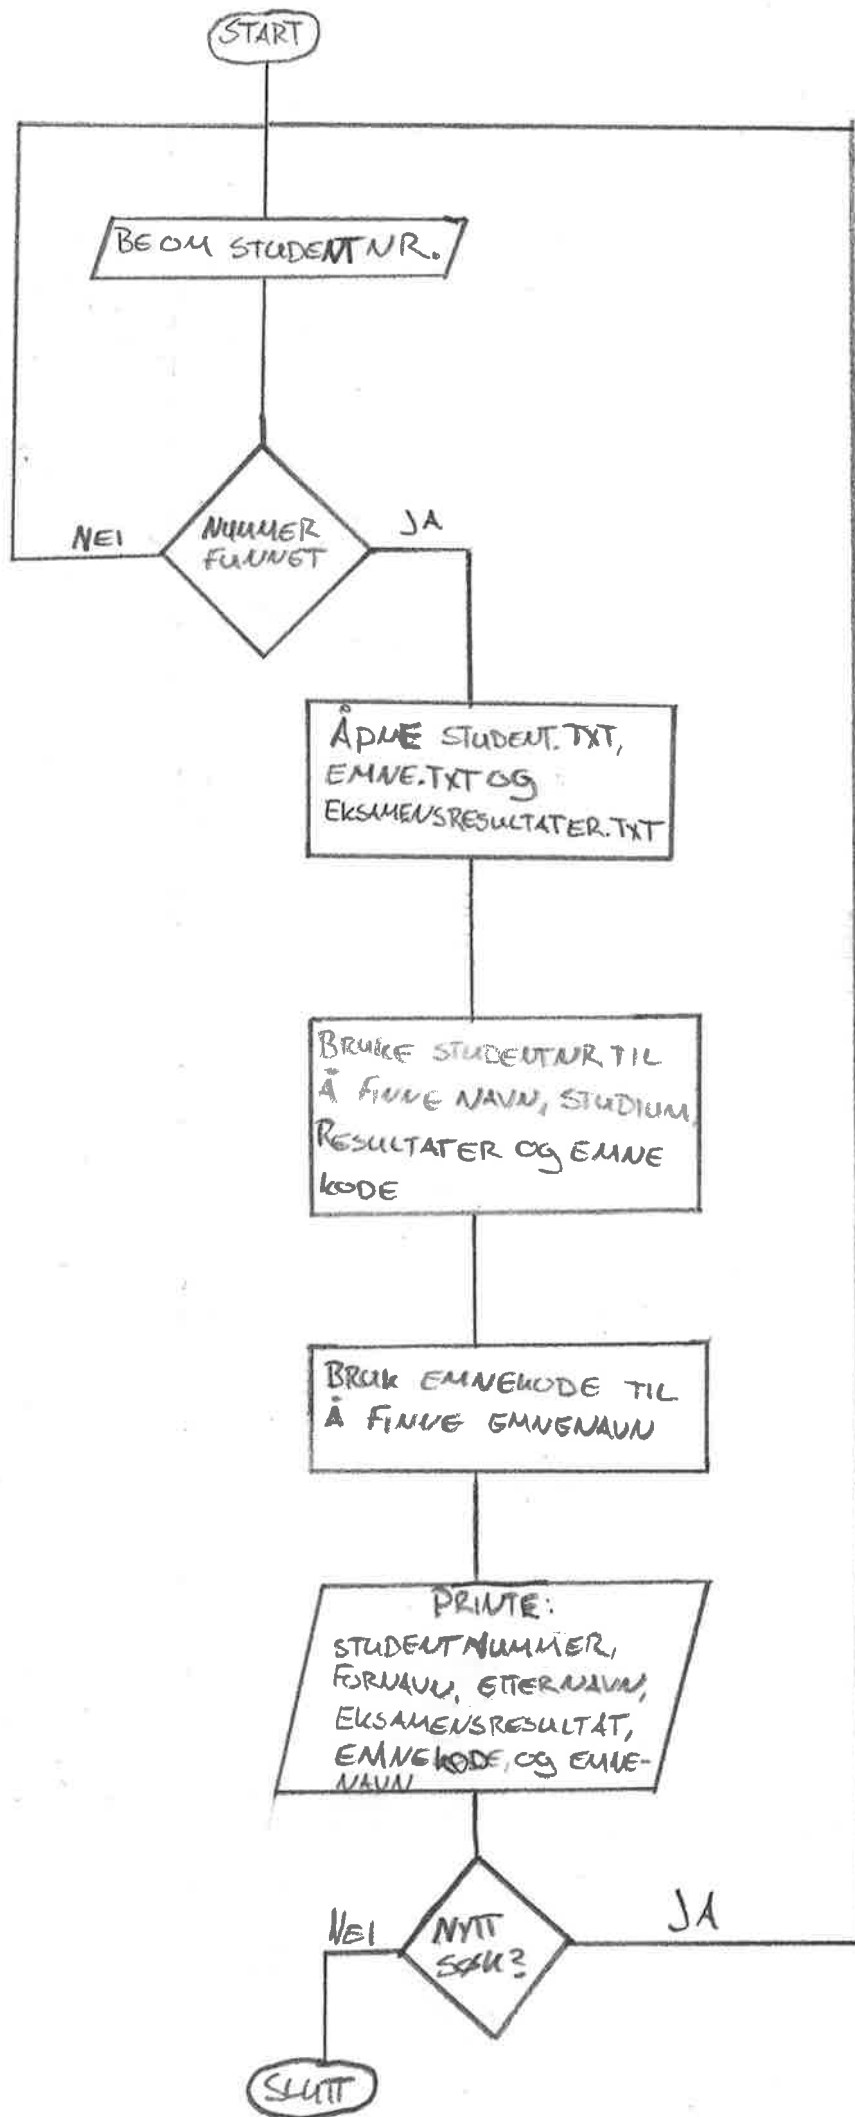 START
BE OM STUDENTNR.
NEI
NUMMER
FUNNET
JA
ÅPNE STUDENT.TXT,
EMNE.TXT OG
EKSAMENSRESULTATER.TXT
BRUKE STUDENTNR TIL
Å FINNE NAVN, STUDIUM,
RESULTATER OG EMNE
KODE
BRUK EMNEKODE TIL
Å FINNE EMNENAVN
PRINTE:
STUDENTNUMMER,
FORNAVN, ETTERNAVN,
EKSAMENSRESULTAT,
EMNEKODE, OG EMNE-
NAVN
NEI
NYTT
SØK?
JA
SLUTT